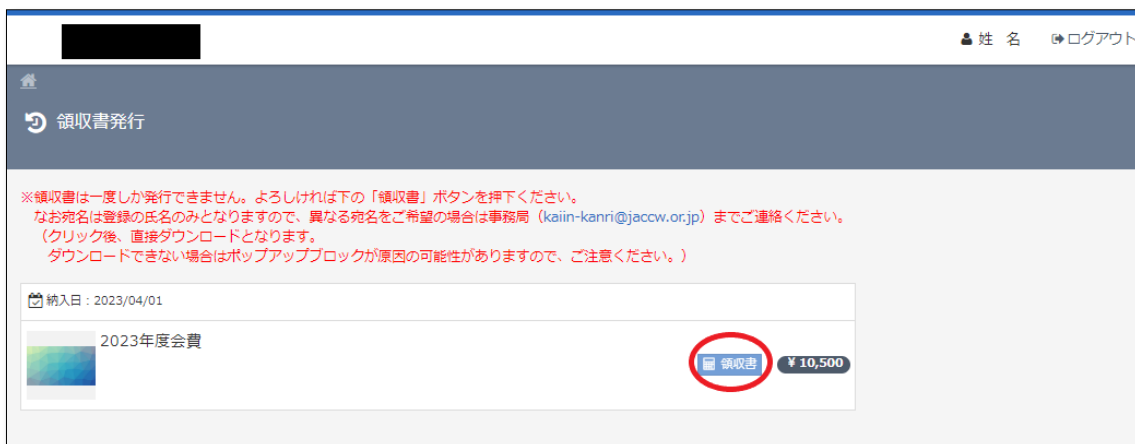 姓 名 ログアウト
領収書発行
※領収書は一度しか発行できません。よろしければ下の「領収書」ボタンを押下ください。
なお宛名は登録の氏名のみとなりますので、異なる宛名をご希望の場合は事務局（kaiin-kanri@jaccw.or.jp）までご連絡ください。
（クリック後、直接ダウンロードとなります。
ダウンロードできない場合はポップアップブロックが原因の可能性がありますので、ご注意ください。）
納入日：2023/04/01
2023年度会費
領収書 ¥ 10,500